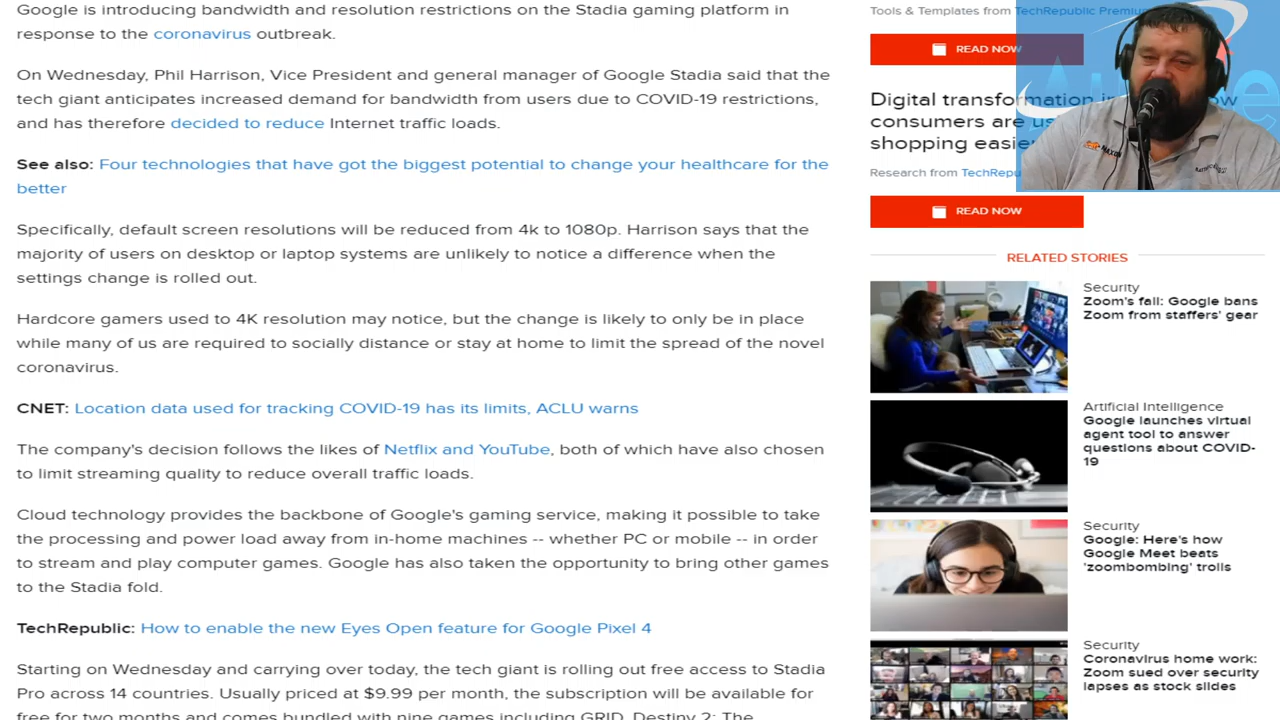 Google is introducing bandwidth and resolution restrictions on the Stadia gaming platform in
response to the coronavirus outbreak.
On Wednesday, Phil Harrison, Vice President and general manager of Google Stadia said that the
tech giant anticipates increased demand for bandwidth from users due to COVID-19 restrictions,
and has therefore decided to reduce Internet traffic loads.
See also: Four technologies that have got the biggest potential to change your healthcare for the
better
Specifically, default screen resolutions will be reduced from 4k to 1080p. Harrison says that the
majority of users on desktop or laptop systems are unlikely to notice a difference when the
settings change is rolled out.
Hardcore gamers used to 4K resolution may notice, but the change is likely to only be in place
while many of us are required to socially distance or stay at home to limit the spread of the novel
coronavirus.
CNET: Location data used for tracking COVID-19 has its limits, ACLU warns
The company's decision follows the likes of Netflix and YouTube, both of which have also chosen
to limit streaming quality to reduce overall traffic loads.
Cloud technology provides the backbone of Google's gaming service, making it possible to take
the processing and power load away from in-home machines -- whether PC or mobile -- in order
to stream and play computer games. Google has also taken the opportunity to bring other games
to the Stadia fold.
TechRepublic: How to enable the new Eyes Open feature for Google Pixel 4
Starting on Wednesday and carrying over today, the tech giant is rolling out free access to Stadia
Pro across 14 countries. Usually priced at $9.99 per month, the subscription will be available for
free for two months and comes bundled with nine games including GRID, Destiny 2: The
Tools & Templates from TechRepublic Premium
READ NOW
Digital transformation
consumers are
shopping
Research from
READ NOW
RELATED STORIES
Security
Zoom's fall: Google bans
Zoom from staffers' gear
Artificial Intelligence
Google launches virtual
agent tool to answer
questions about COVID-
19
Security
Google: Here's how
Google Meet beats
'zoombombing' trolls
Security
Coronavirus home work:
Zoom sued over security
lapses as stock slides